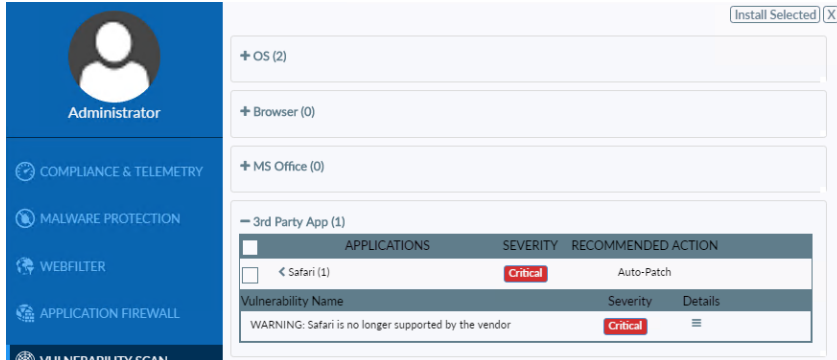 Install Selected X
Administrator
COMPLIANCE & TELEMETRY
MALWARE PROTECTION
WEBFILTER
APPLICATION FIREWALL
VULNERABILITY SCAN
+ OS (2)
+ Browser (0)
+ MS Office (0)
− 3rd Party App (1)
APPLICATIONS SEVERITY RECOMMENDED ACTION
< Safari (1) Critical Auto-Patch
Vulnerability Name Severity Details
WARNING: Safari is no longer supported by the vendor Critical